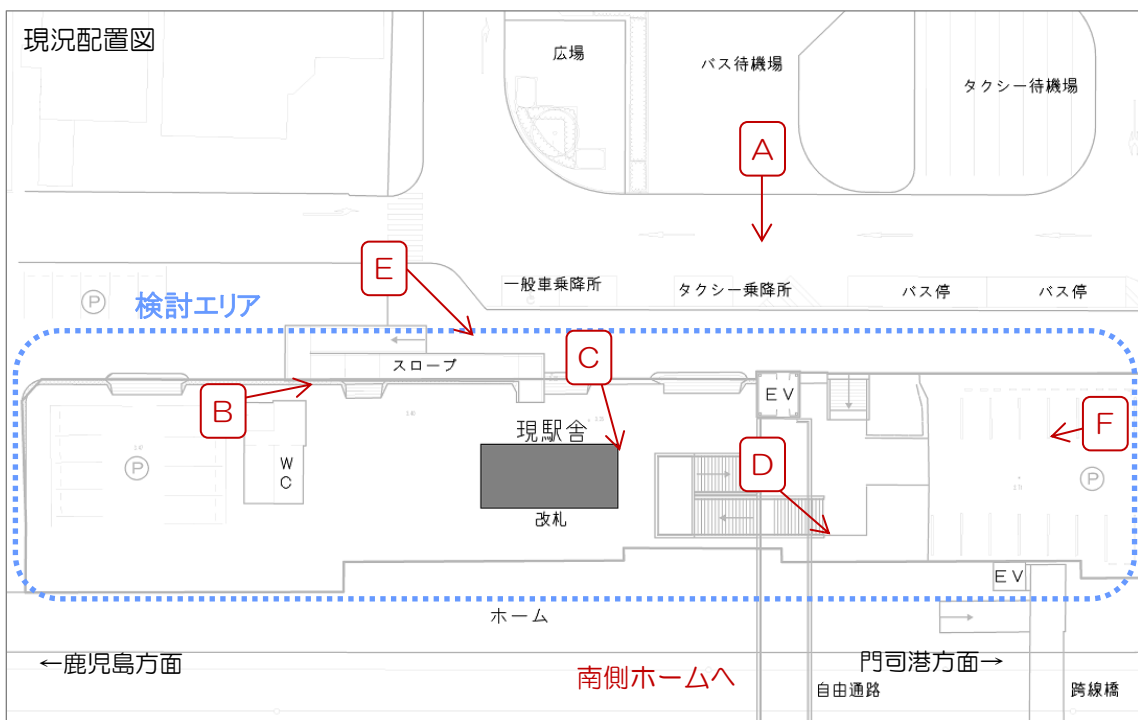 現況配置図
広場
バス待機場
タクシー待機場
A
E
一般車乗降所
タクシー乗降所
バス停
バス停
P
検討エリア
スロープ
C
B
EV
F
現駅舎
D
WC
P
P
改札
EV
ホーム
←鹿児島方面
南側ホームへ
門司港方面→
自由通路
跨線橋